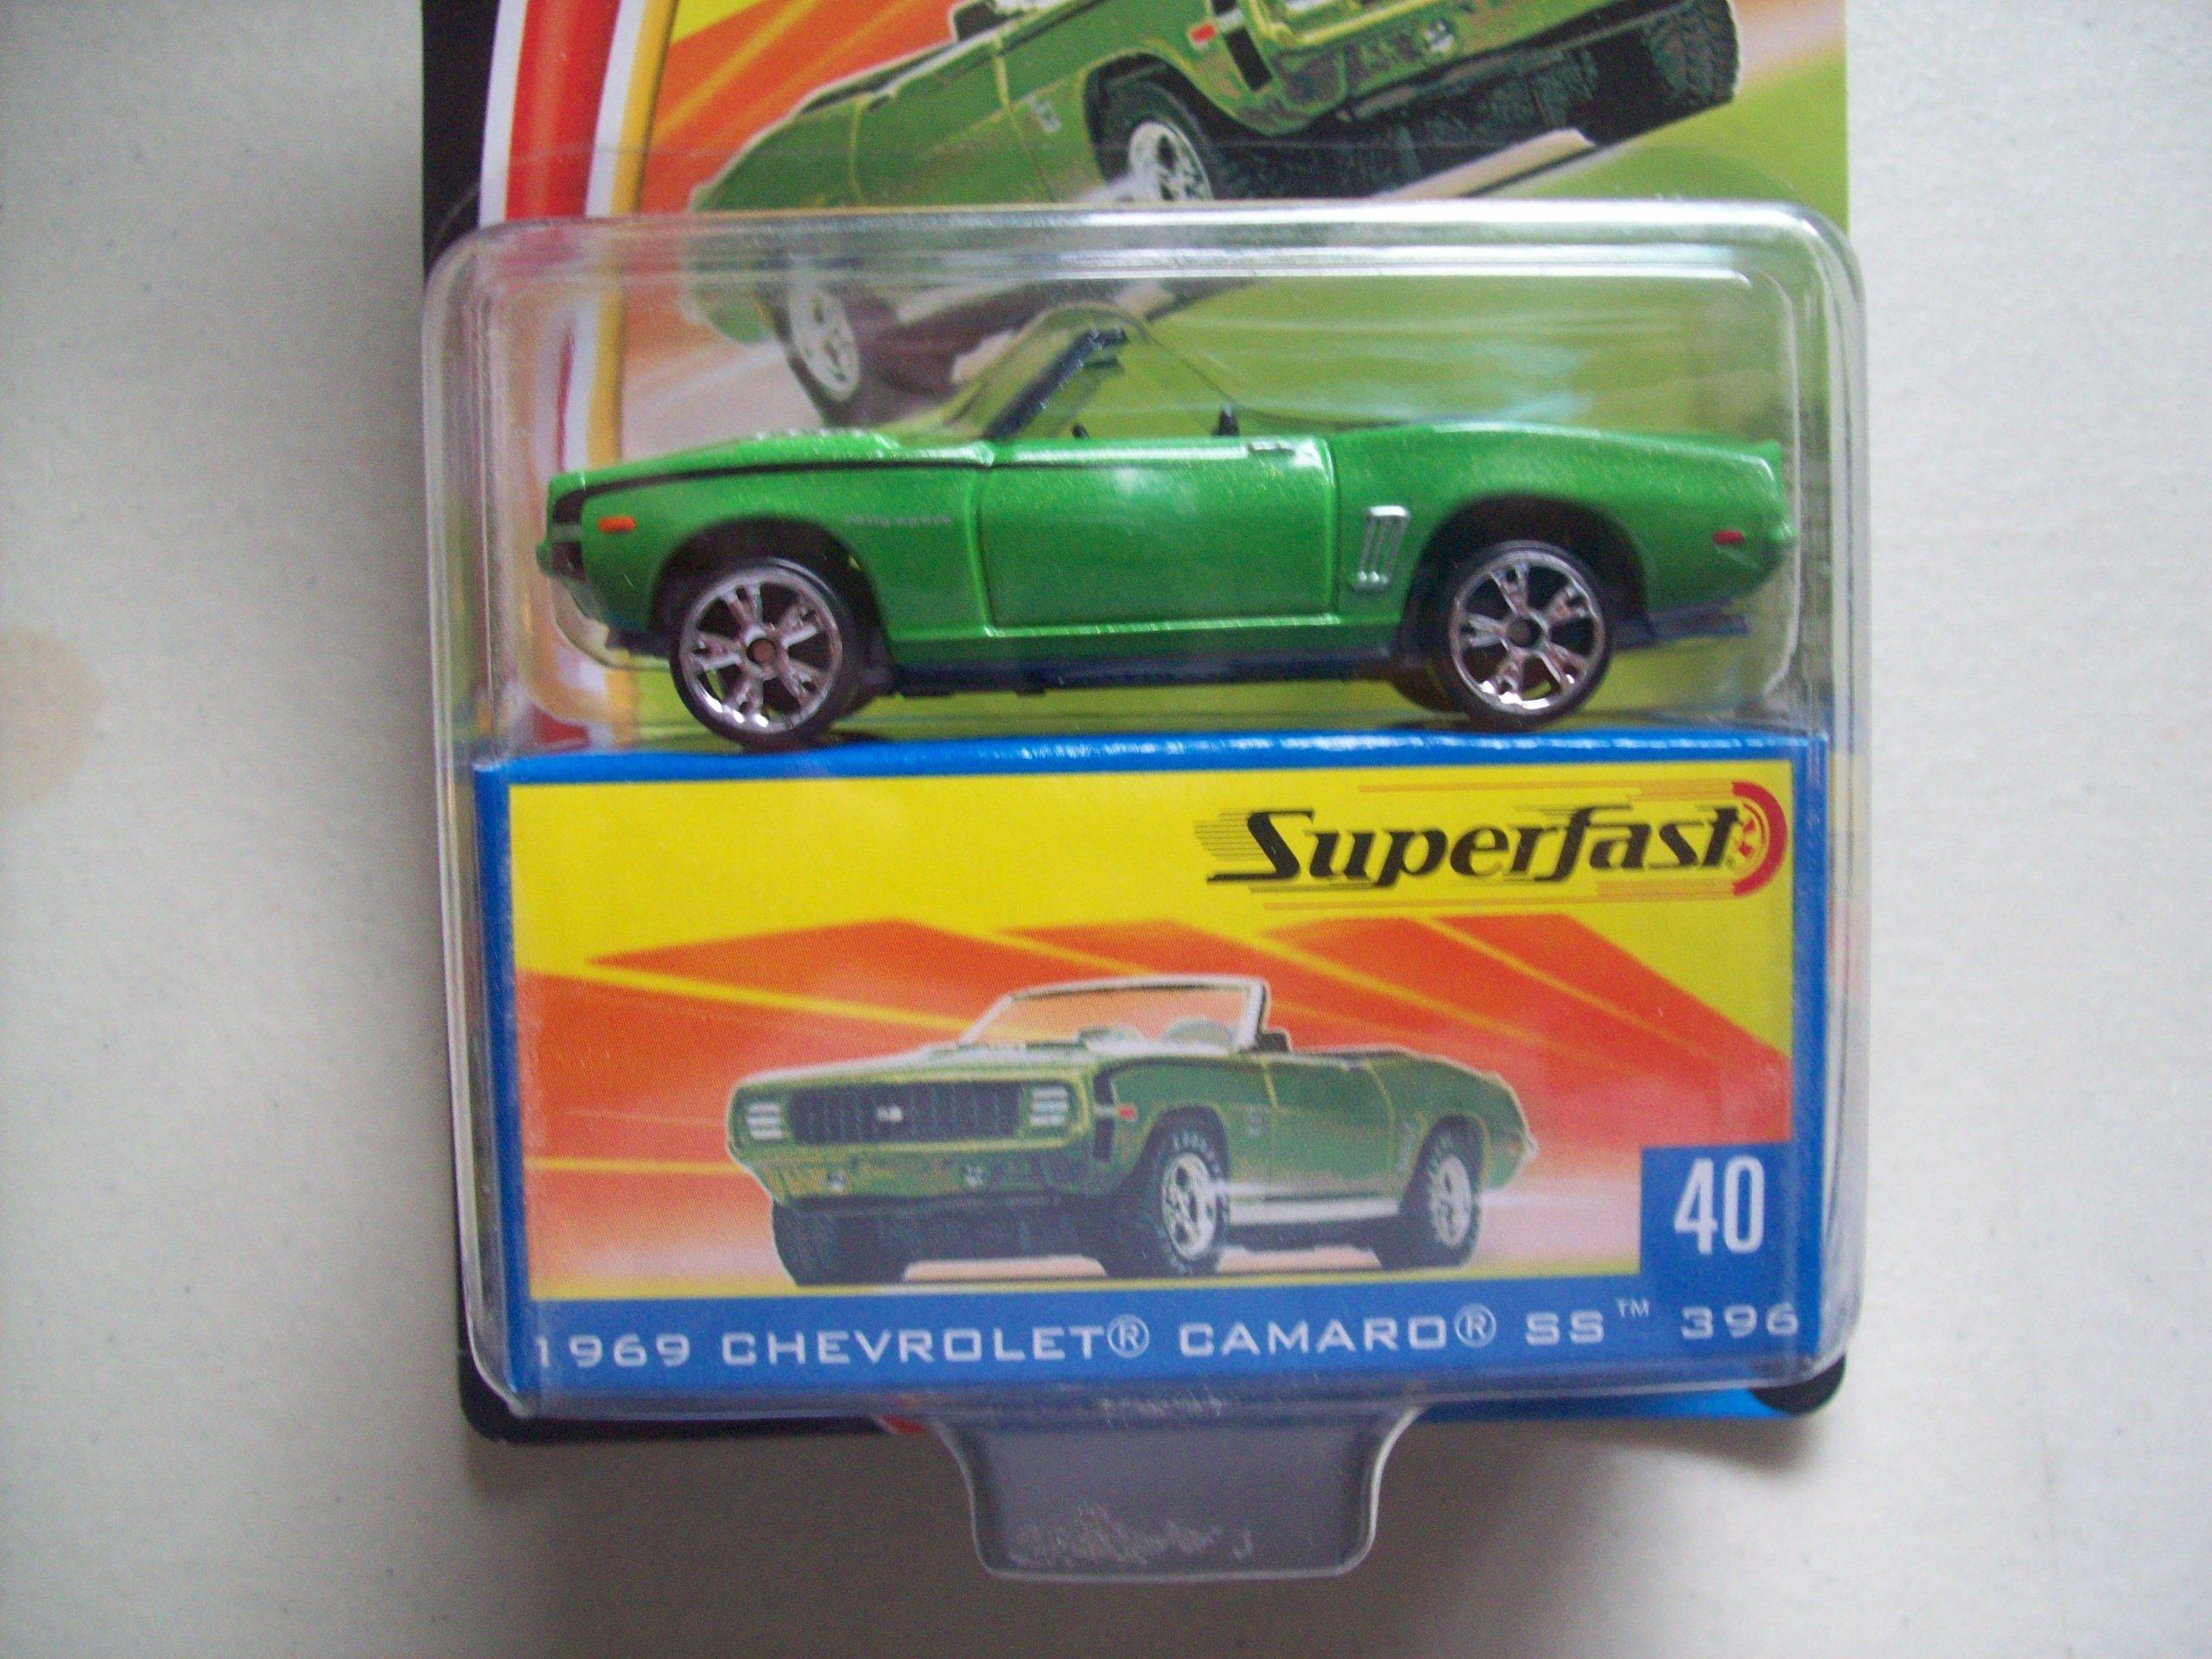 Superfast
40
1969 CHEVROLET® CAMARO® SS™ 396